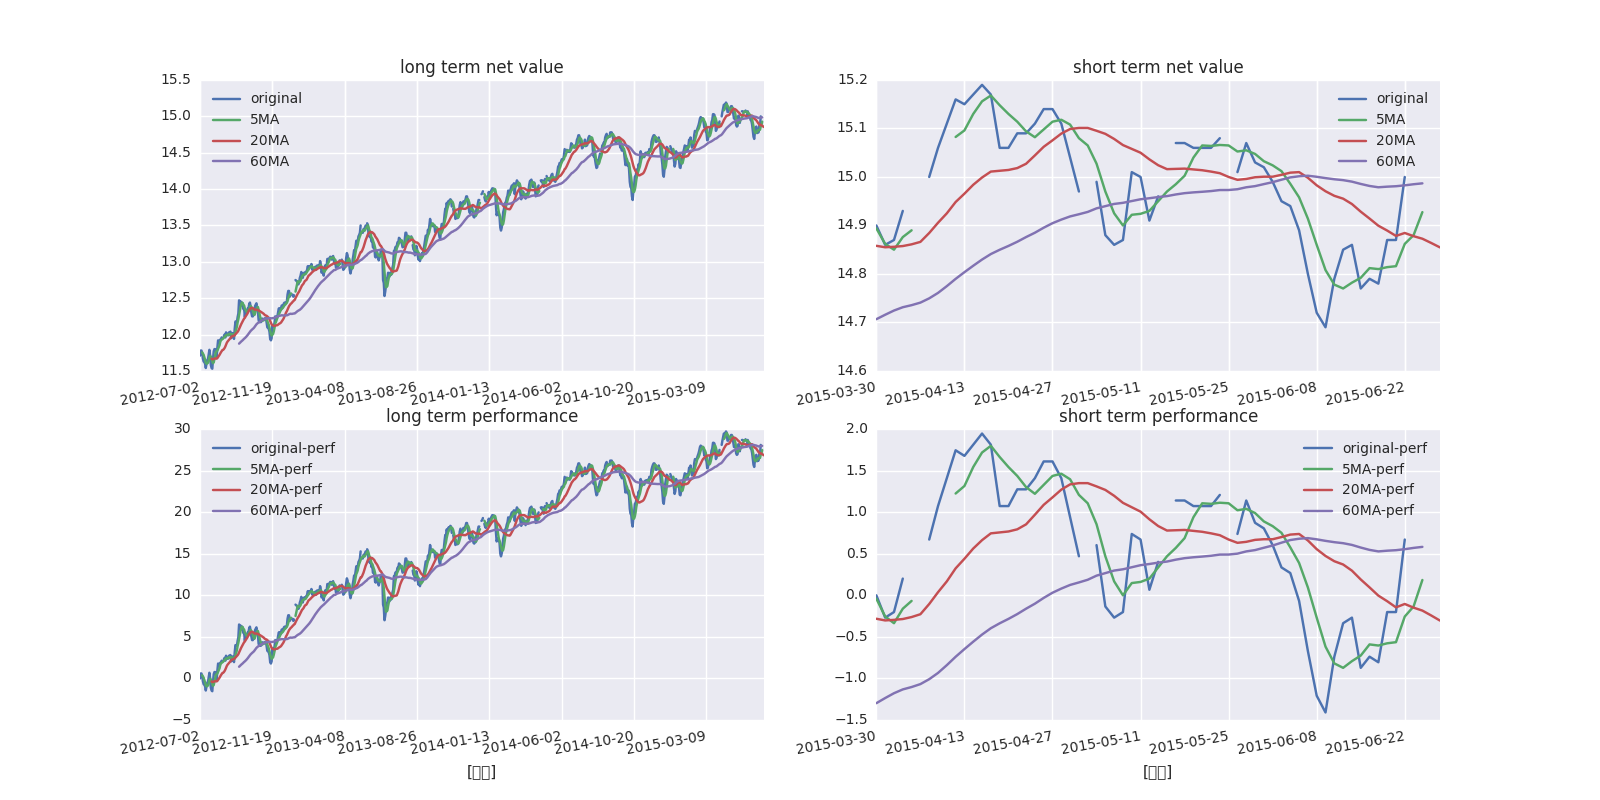 long term net value
15.5
15.0
14.5
14.0
13.5
13.0
12.5
12.0
11.5
original
5MA
20MA
60MA
2012-07-02 2012-11-19 2013-04-08 2013-08-26 2014-01-13 2014-06-02 2014-10-20 2015-03-09
short term net value
15.2
15.1
15.0
14.9
14.8
14.7
14.6
original
5MA
20MA
60MA
2015-03-30 2015-04-13 2015-04-27 2015-05-11 2015-05-25 2015-06-08 2015-06-22
long term performance
30
25
20
15
10
5
0
−5
original-perf
5MA-perf
20MA-perf
60MA-perf
2012-07-02 2012-11-19 2013-04-08 2013-08-26 2014-01-13 2014-06-02 2014-10-20 2015-03-09
short term performance
2.0
1.5
1.0
0.5
0.0
−0.5
−1.0
−1.5
original-perf
5MA-perf
20MA-perf
60MA-perf
2015-03-30 2015-04-13 2015-04-27 2015-05-11 2015-05-25 2015-06-08 2015-06-22